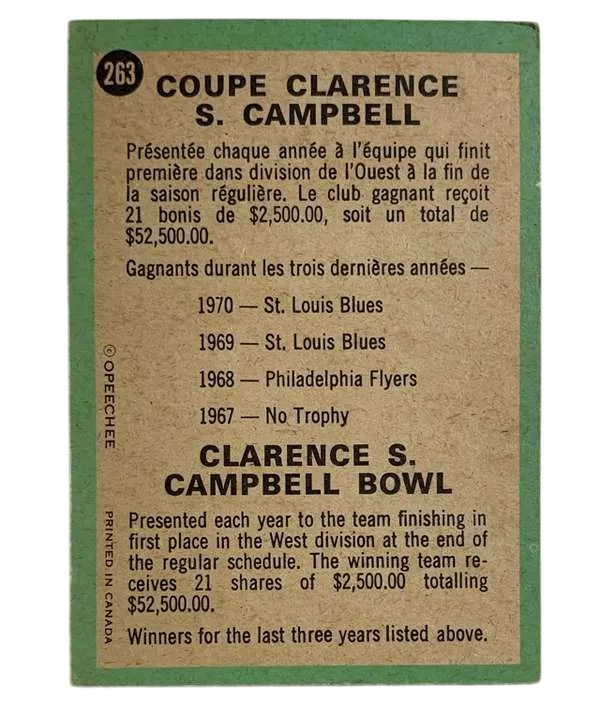 263
COUPE CLARENCE
S. CAMPBELL
Présentée chaque année à l'équipe qui finit
première dans division de l'Ouest à la fin de
la saison régulière. Le club gagnant reçoit
21 bonis de $2,500.00, soit un total de
$52,500.00.
Gagnants durant les trois dernières années —
1970 — St. Louis Blues
1969 — St. Louis Blues
1968 — Philadelphia Flyers
1967 — No Trophy
CLARENCE S.
CAMPBELL BOWL
Presented each year to the team finishing in
first place in the West division at the end of
the regular schedule. The winning team re-
ceives 21 shares of $2,500.00 totalling
$52,500.00.
Winners for the last three years listed above.
© OPEECHEE
PRINTED IN CANADA